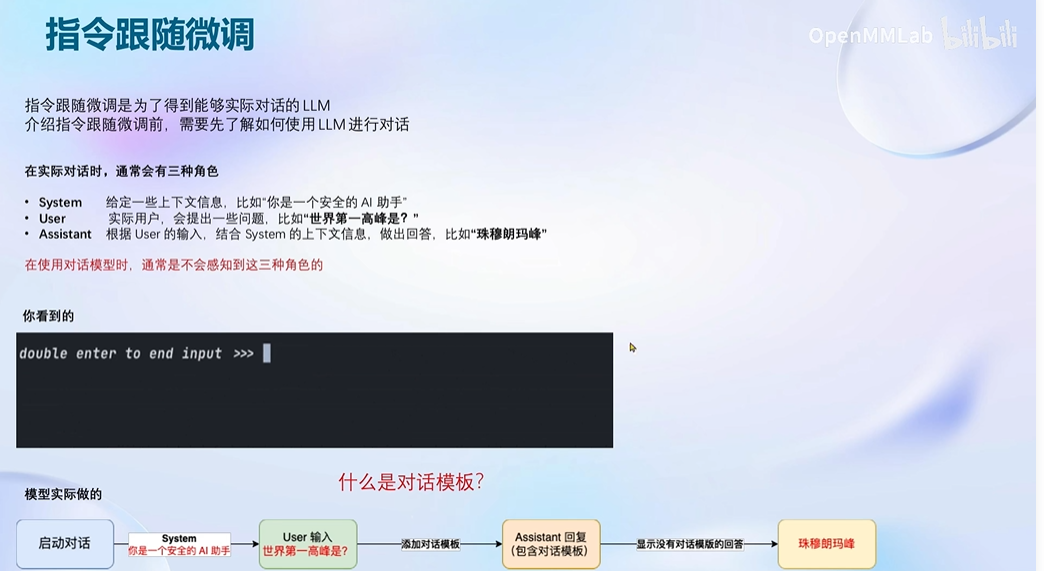 指令跟随微调
OpenMMLab bilibili
指令跟随微调是为了得到能够实际对话的LLM
介绍指令跟随微调前，需要先了解如何使用LLM进行对话
在实际对话时，通常会有三种角色
• System 给定一些上下文信息，比如“你是一个安全的 AI 助手”
• User 实际用户，会提出一些问题，比如“世界第一高峰是？”
• Assistant 根据 User 的输入，结合 System 的上下文信息，做出回答，比如“珠穆朗玛峰”
在使用对话模型时，通常是不会感知到这三种角色的
你看到的
double enter to end input >>>
什么是对话模板？
模型实际做的
启动对话
System
你是一个安全的 AI 助手
User 输入
世界第一高峰是？
添加对话模板
Assistant 回复
（包含对话模板）
显示没有对话模版的回答
珠穆朗玛峰